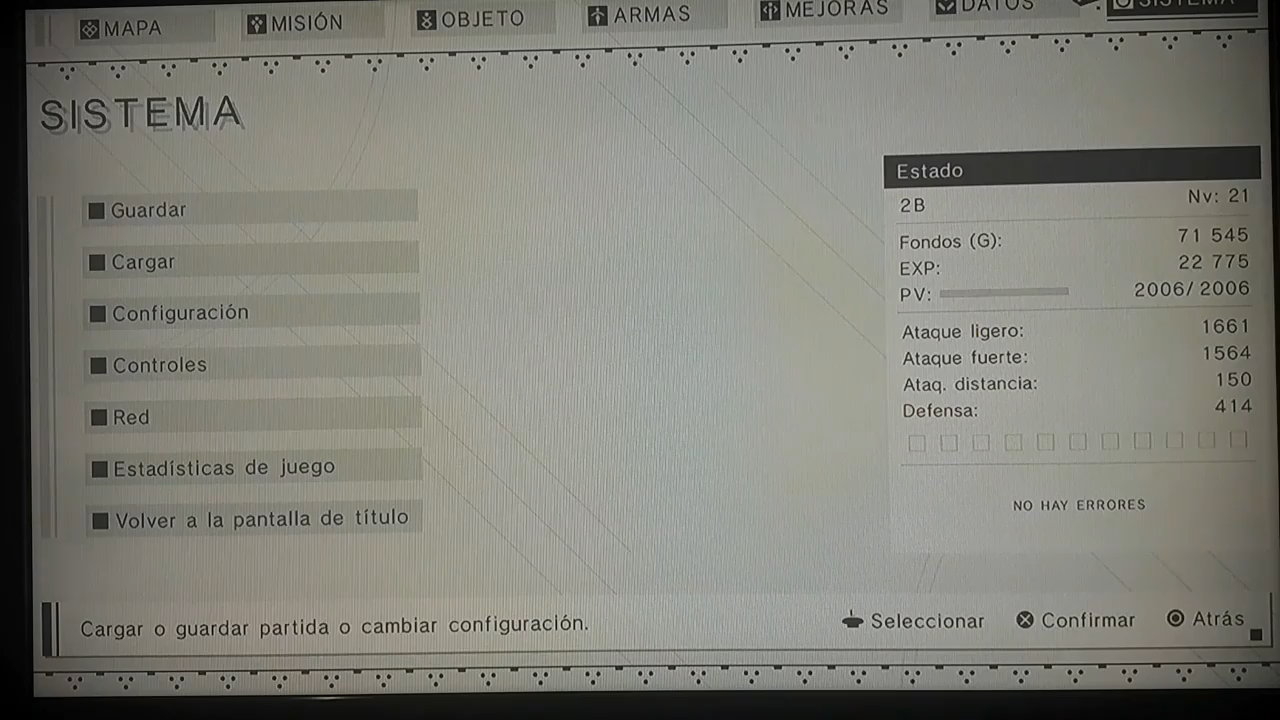 MAPA MISIÓN OBJETO ARMAS MEJORAS DATOS SISTEMA
SISTEMA
Guardar
Cargar
Configuración
Controles
Red
Estadísticas de juego
Volver a la pantalla de título
Estado
2B Nv: 21
Fondos (G): 71 545
EXP: 22 775
PV: 2006/ 2006
Ataque ligero: 1661
Ataque fuerte: 1564
Ataq. distancia: 150
Defensa: 414
NO HAY ERRORES
Cargar o guardar partida o cambiar configuración.
Seleccionar Confirmar Atrás